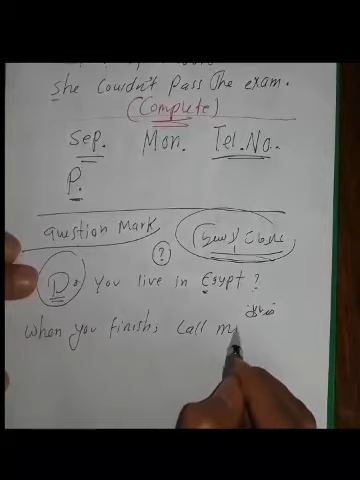 she Couldn't Pass The exam.
(Complete)
Sep. Mon. Tel. No.
P.
Question Mark
?
Do you live in Egypt ?
When you finish, Call m